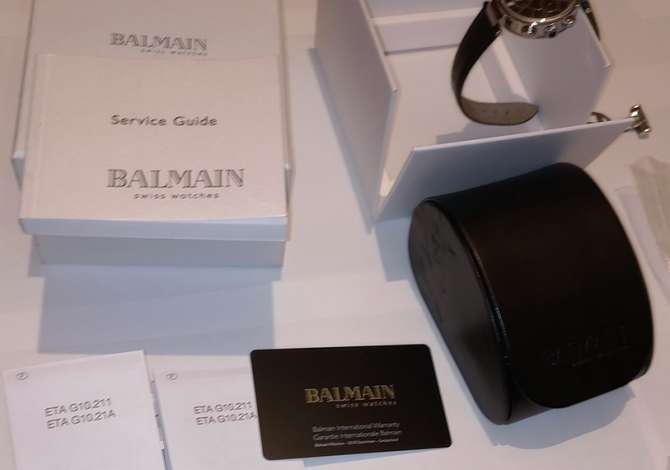 BALMAIN
swiss watches
Service Guide
BALMAIN
swiss watches
ETA G10.211
ETA G10.21A
ETA G10.211
ETA G10.21A
BALMAIN
swiss watches
Balmain International Warranty
Garantie Internationale Balmain
BALMAIN